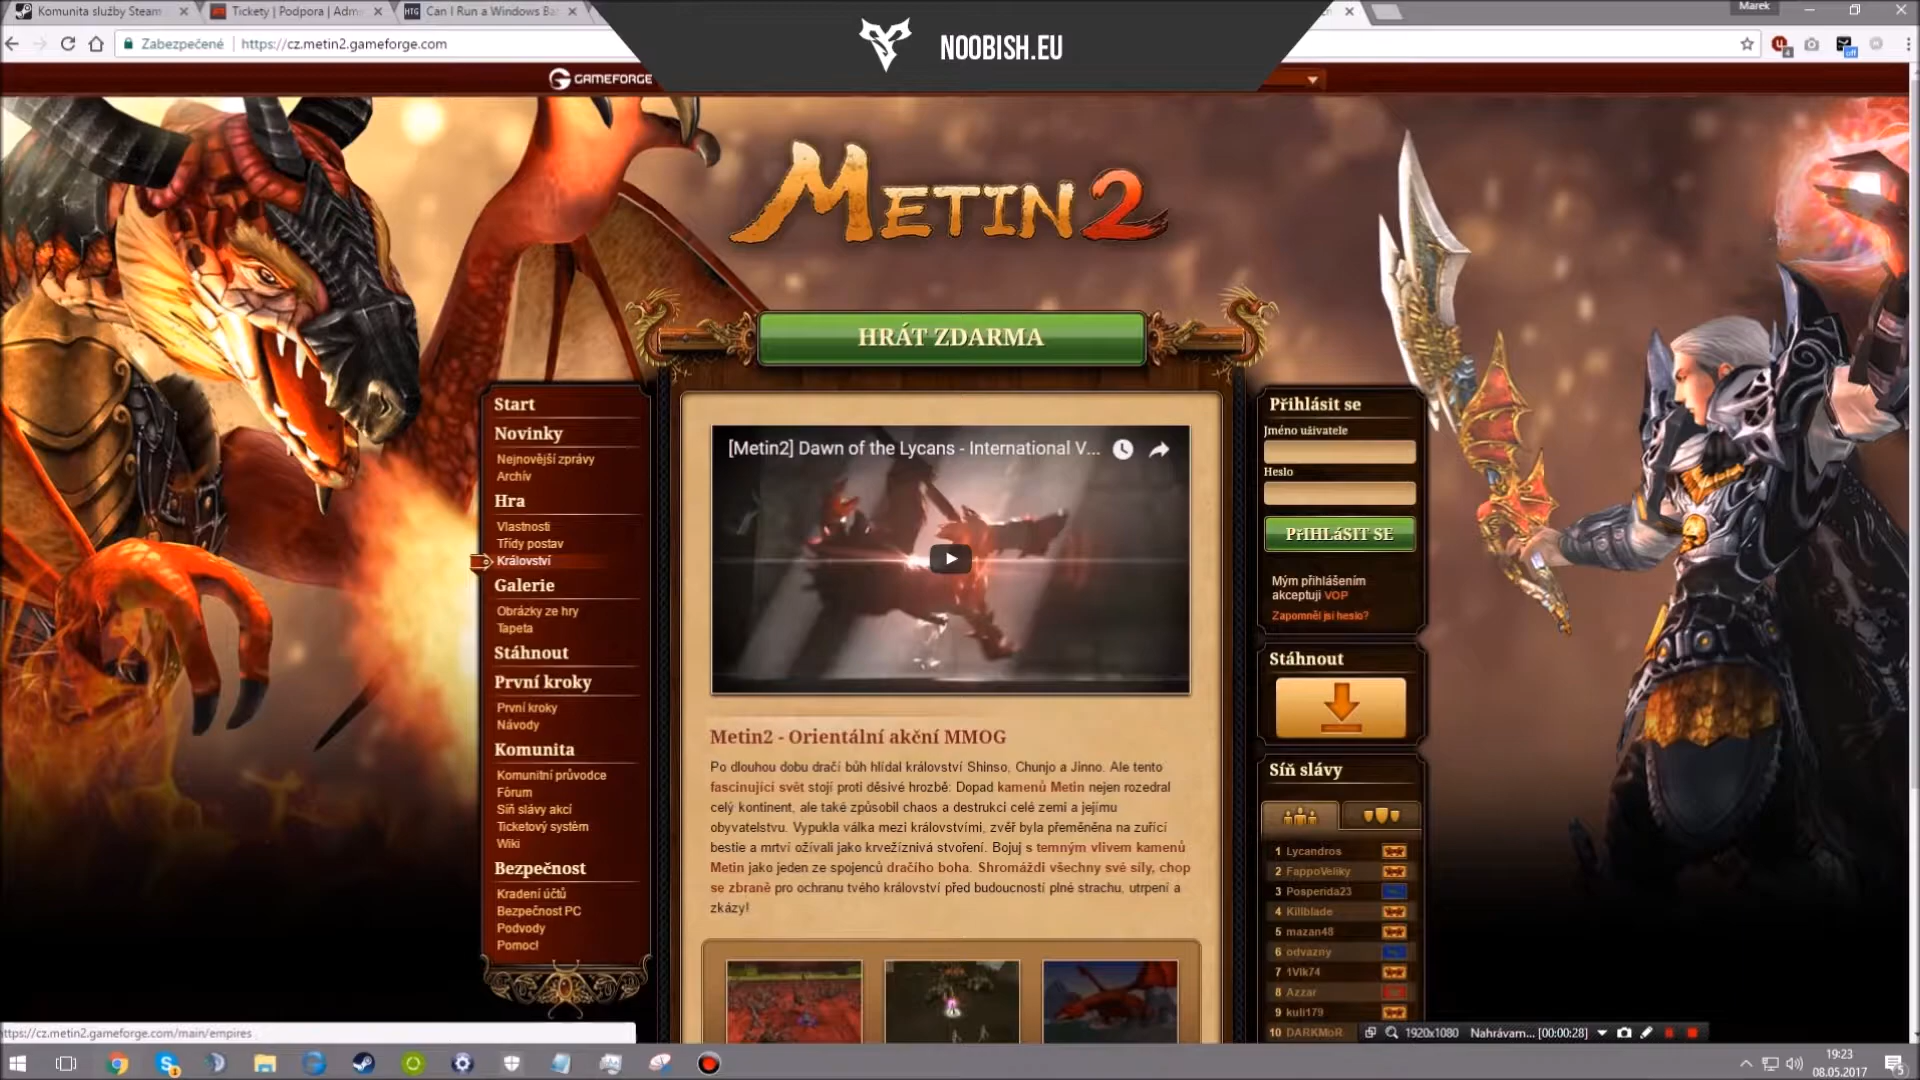 Komunita služby Steam
Tickety | Podpora | Adm
HTG Can I Run a Windows Ba
Marek
Zabezpečené https://cz.metin2.gameforge.com
NOOBISH.EU
GAMEFORGE
METIN2
HRÁT ZDARMA
Start
Novinky
Nejnovější zprávy
Archív
Hra
Vlastnosti
Třídy postav
Království
Galerie
Obrázky ze hry
Tapeta
Stáhnout
První kroky
První kroky
Návody
Komunita
Komunitní průvodce
Fórum
Síň slávy akcí
Ticketový systém
Wiki
Bezpečnost
Kradení účtů
Bezpečnost PC
Podvody
Pomoc!
[Metin2] Dawn of the Lycans - International V...
Metin2 - Orientální akční MMOG
Po dlouhou dobu dračí bůh hlídal království Shinso, Chunjo a Jinno. Ale tento
fascinující svět stojí proti děsivé hrozbě: Dopad kamenů Metin nejen rozedral
celý kontinent, ale také způsobil chaos a destrukci celé zemi a jejímu
obyvatelstvu. Vypukla válka mezi královstvími, zvěř byla přeměněna na zuřící
bestie a mrtví ožívali jako krvežíznivá stvoření. Bojuj s temným vlivem kamenů
Metin jako jeden ze spojenců dračího boha. Shromáždi všechny své síly, chop
se zbraně pro ochranu tvého království před budoucností plné strachu, utrpení a
zkázy!
Přihlásit se
Jméno uživatele
Heslo
PřIHLáSIT SE
Mým přihlášením
akceptuji VOP
Zapomněl jsi heslo?
Stáhnout
Síň slávy
1 Lycandros
2 FappoVeliky
3 Posperida23
4 Killblade
5 mazan48
6 odvazny
7 1Vlk74
8 Azzar
9 kuli179
10 DARKMoR
https://cz.metin2.gameforge.com/main/empires
1920x1080 Nahrávam... [00:00:28]
19:23
08.05.2017